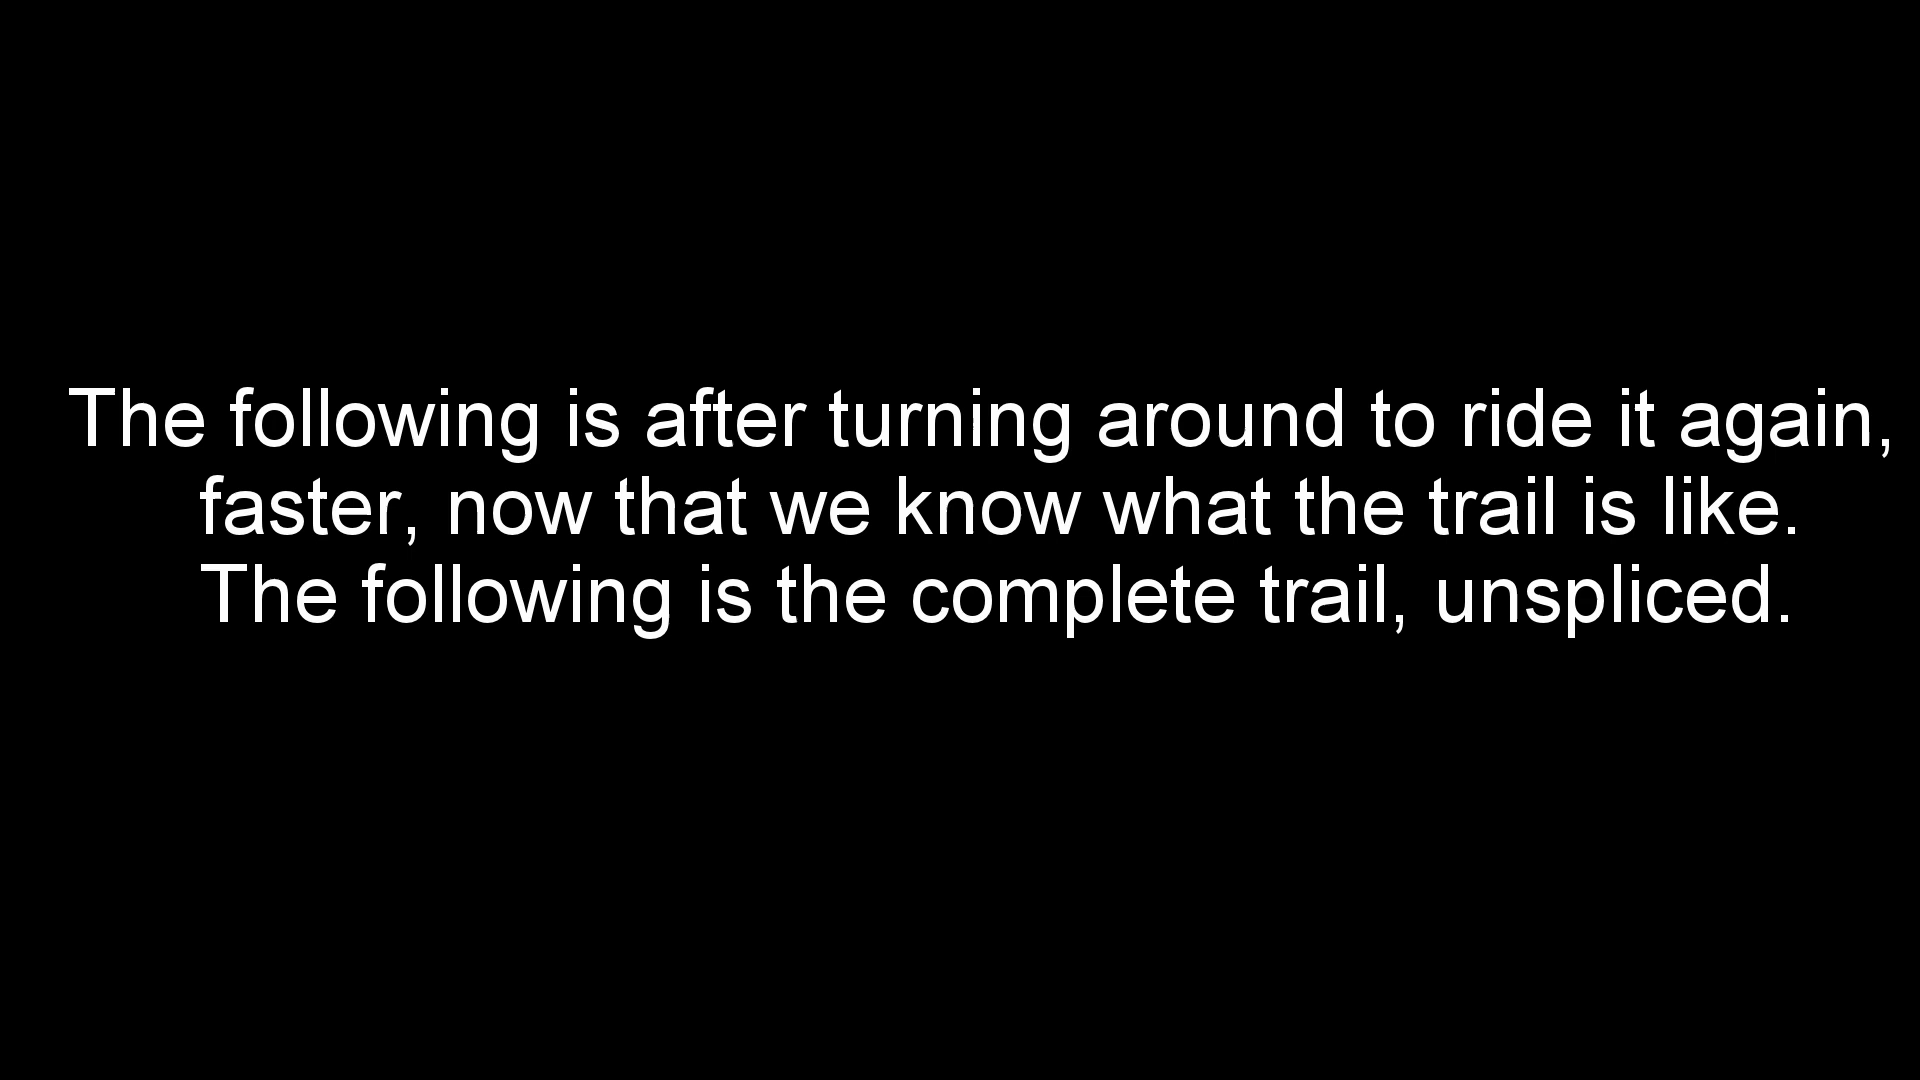 The following is after turning around to ride it again,
faster, now that we know what the trail is like.
The following is the complete trail, unspliced.